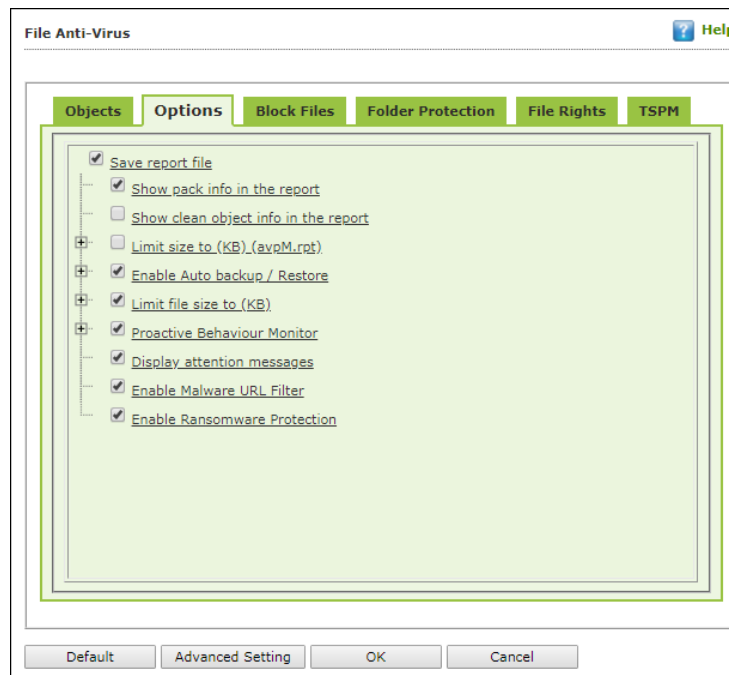 File Anti-Virus
Help
Objects Options Block Files Folder Protection File Rights TSPM
Save report file
Show pack info in the report
Show clean object info in the report
Limit size to (KB) (avpM.rpt)
Enable Auto backup / Restore
Limit file size to (KB)
Proactive Behaviour Monitor
Display attention messages
Enable Malware URL Filter
Enable Ransomware Protection
Default Advanced Setting OK Cancel